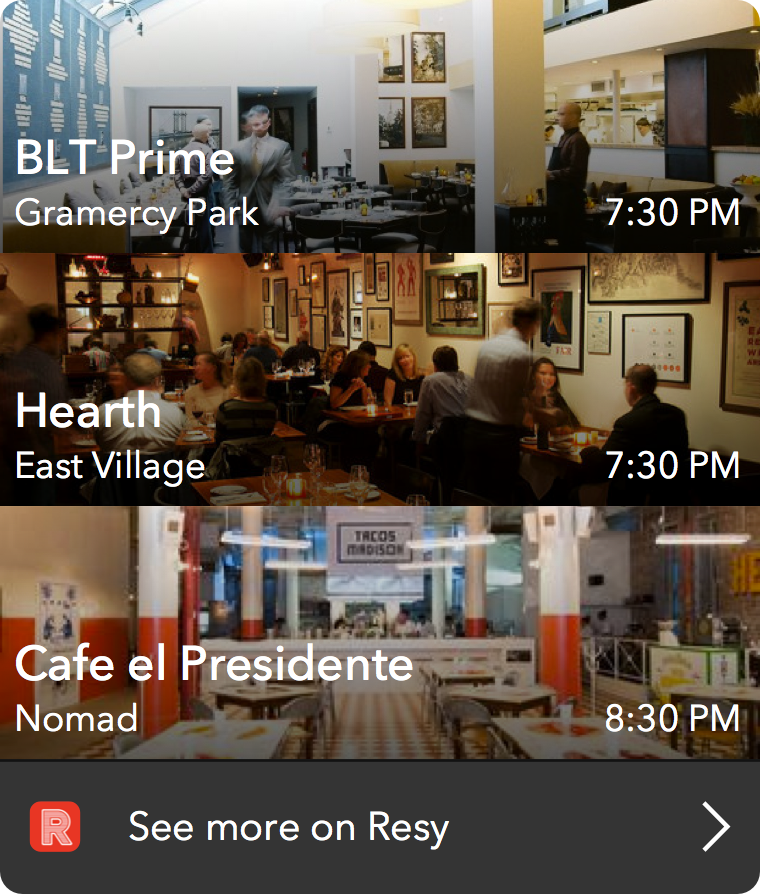 BLT Prime
Gramercy Park
7:30 PM
Hearth
East Village
7:30 PM
TACOS
MADISON
Cafe el Presidente
Nomad
8:30 PM
R
See more on Resy